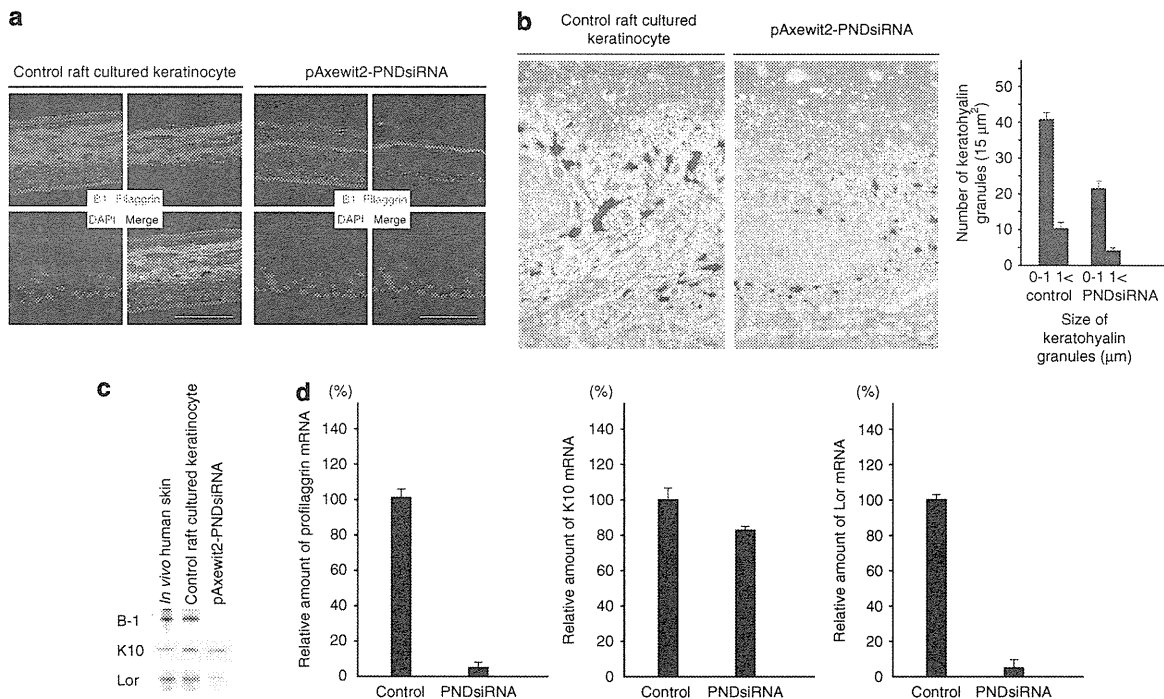 a
Control raft cultured keratinocyte
pAxewit2-PNDsiRNA
B1 Filaggrin
DAPI Merge
B1 Filaggrin
DAPI Merge
b
Control raft cultured
keratinocyte
pAxewit2-PNDsiRNA
Number of keratohyalin
granules (15 μm²)
50
40
30
20
10
0
0-1 1< 0-1 1<
control PNDsiRNA
Size of
keratohyalin
granules (μm)
c
In vivo human skin
Control raft cultured keratinocyte
pAxewit2-PNDsiRNA
B-1
K10
Lor
d
(%)
Relative amount of profilaggrin mRNA
140
120
100
80
60
40
20
0
Control PNDsiRNA
(%)
Relative amount of K10 mRNA
140
120
100
80
60
40
20
0
Control PNDsiRNA
(%)
Relative amount of Lor mRNA
140
120
100
80
60
40
20
0
Control PNDsiRNA